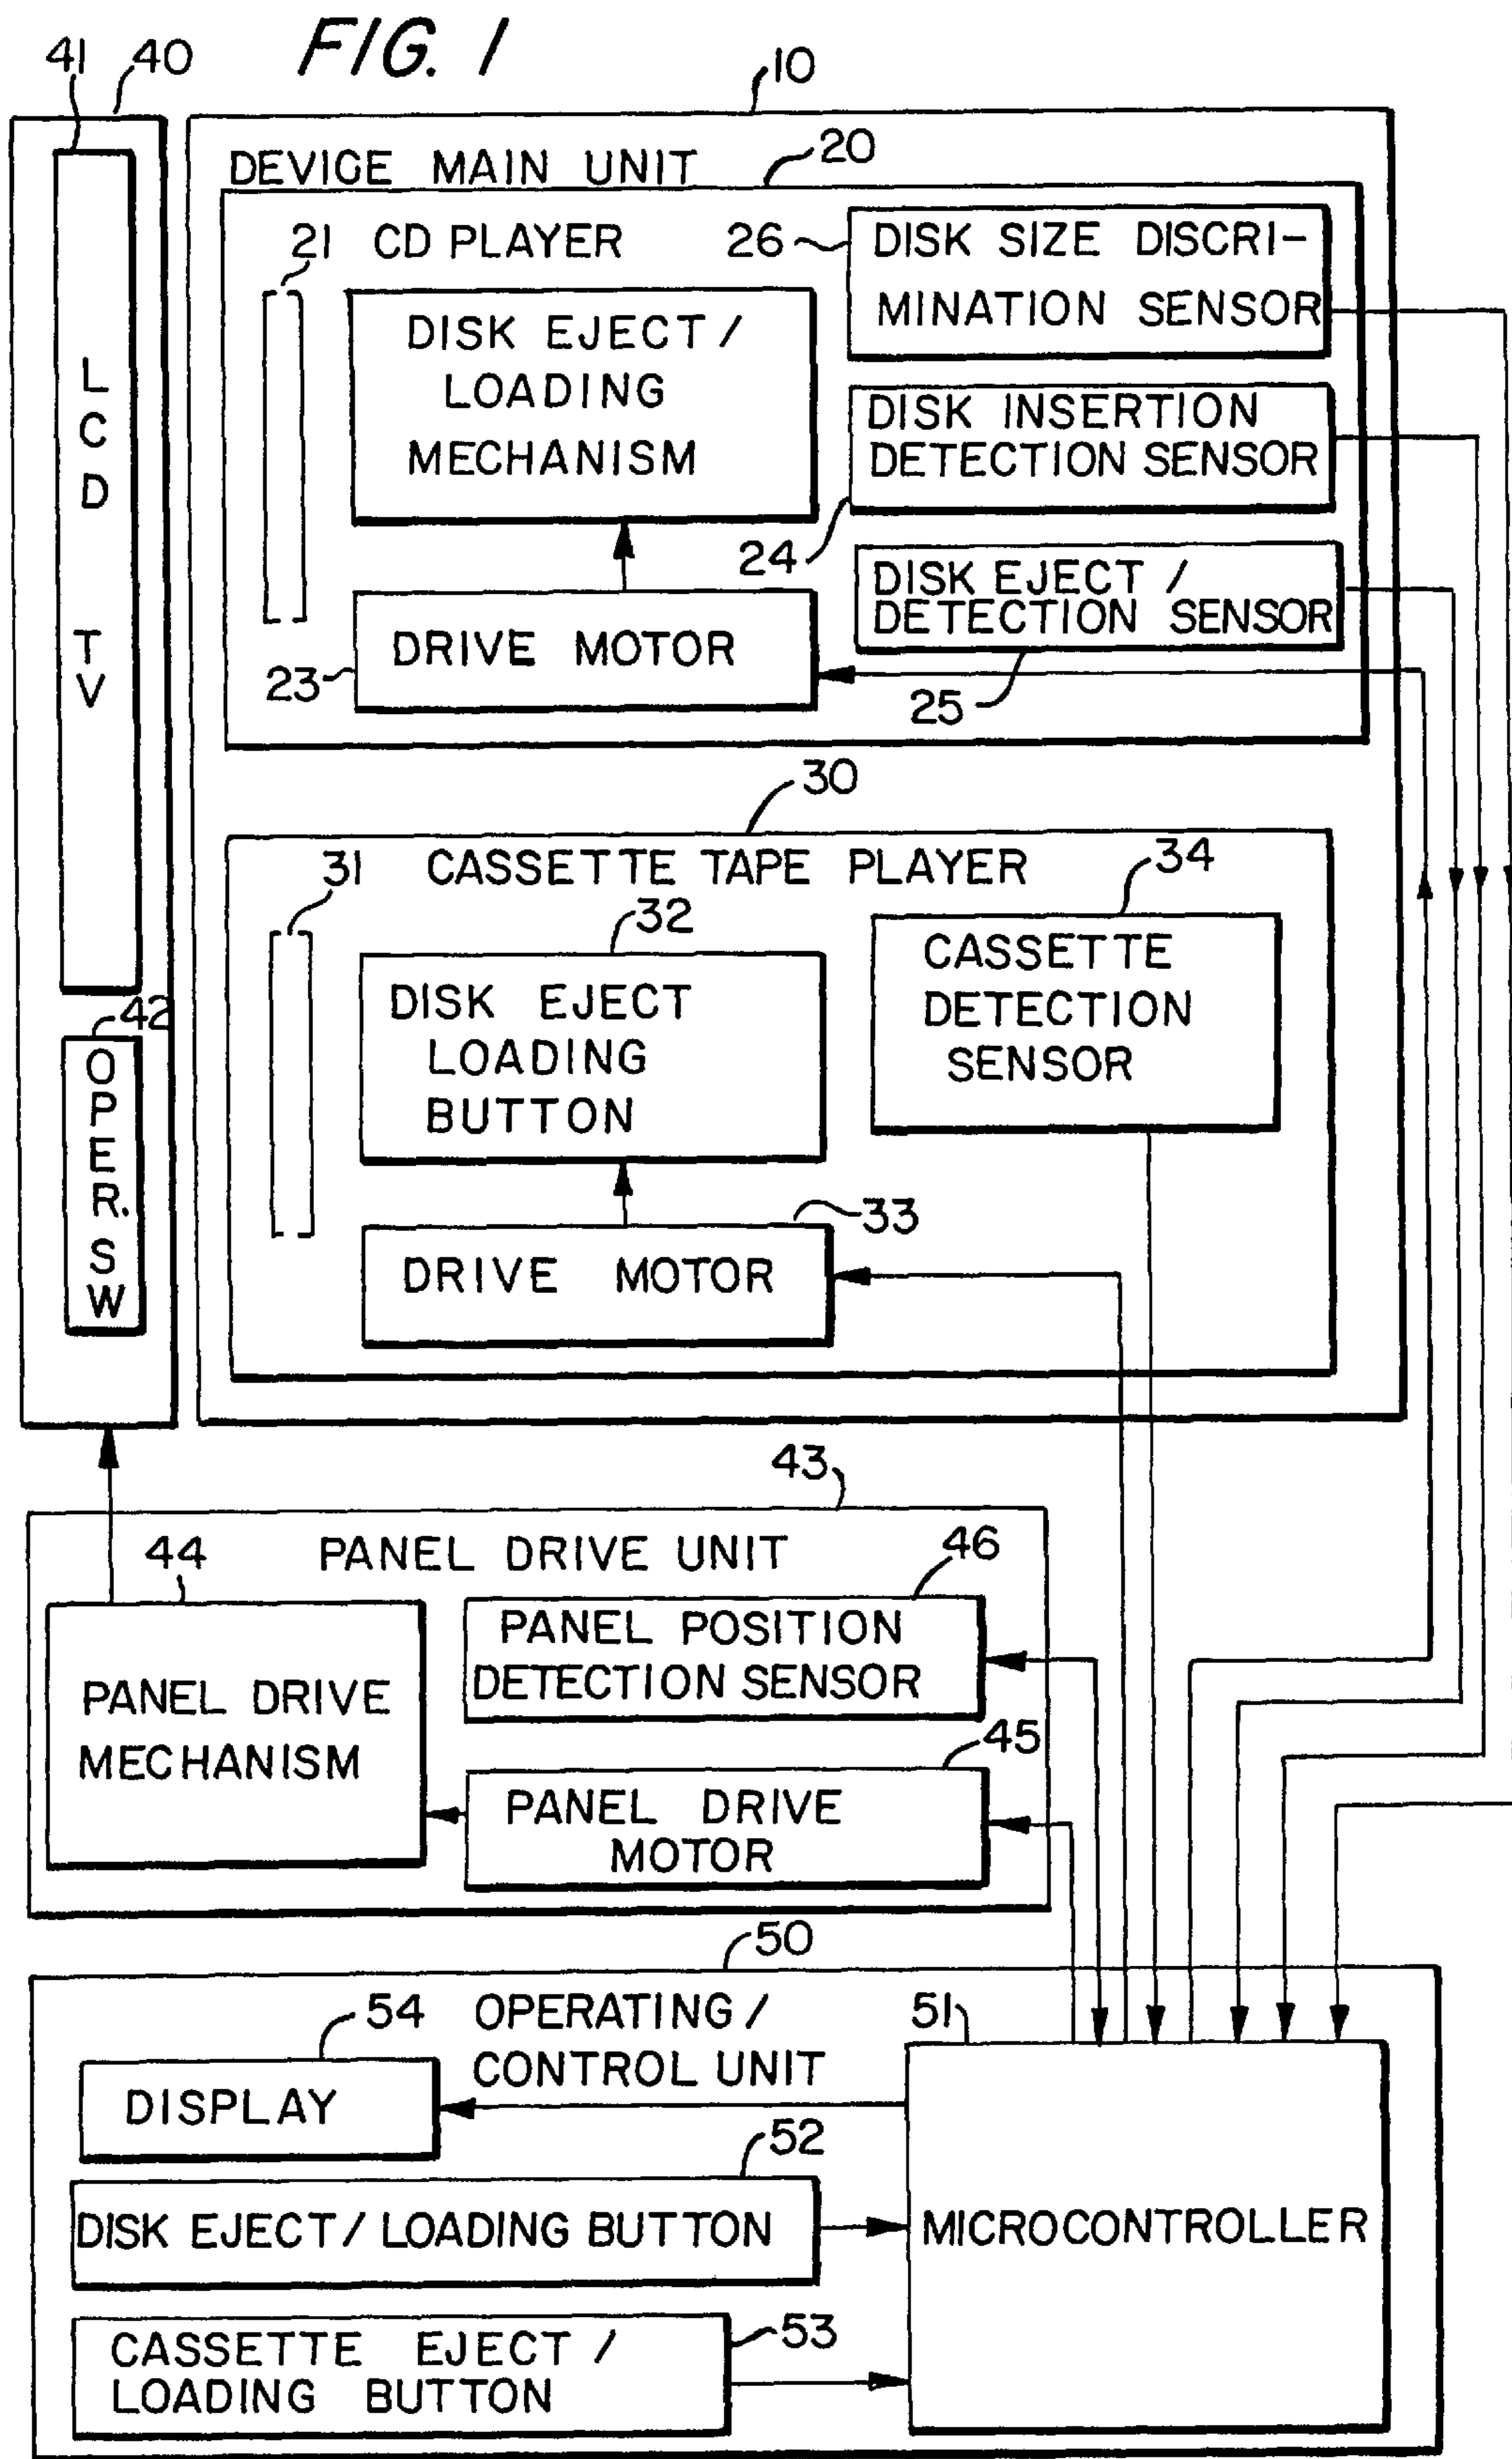 FIG. 1
41
40
10
LCD TV
42
OPER. SW
DEVICE MAIN UNIT
20
21
CD PLAYER
26
DISK SIZE DISCRI-
MINATION SENSOR
DISK EJECT /
LOADING
MECHANISM
DISK INSERTION
DETECTION SENSOR
24
DISK EJECT /
DETECTION SENSOR
25
DRIVE MOTOR
23
30
31
CASSETTE TAPE PLAYER
34
32
DISK EJECT
LOADING
BUTTON
CASSETTE
DETECTION
SENSOR
33
DRIVE MOTOR
43
44
PANEL DRIVE UNIT
46
PANEL POSITION
DETECTION SENSOR
PANEL DRIVE
MECHANISM
45
PANEL DRIVE
MOTOR
50
54
OPERATING /
CONTROL UNIT
51
DISPLAY
52
DISK EJECT / LOADING BUTTON
MICROCONTROLLER
53
CASSETTE EJECT /
LOADING BUTTON